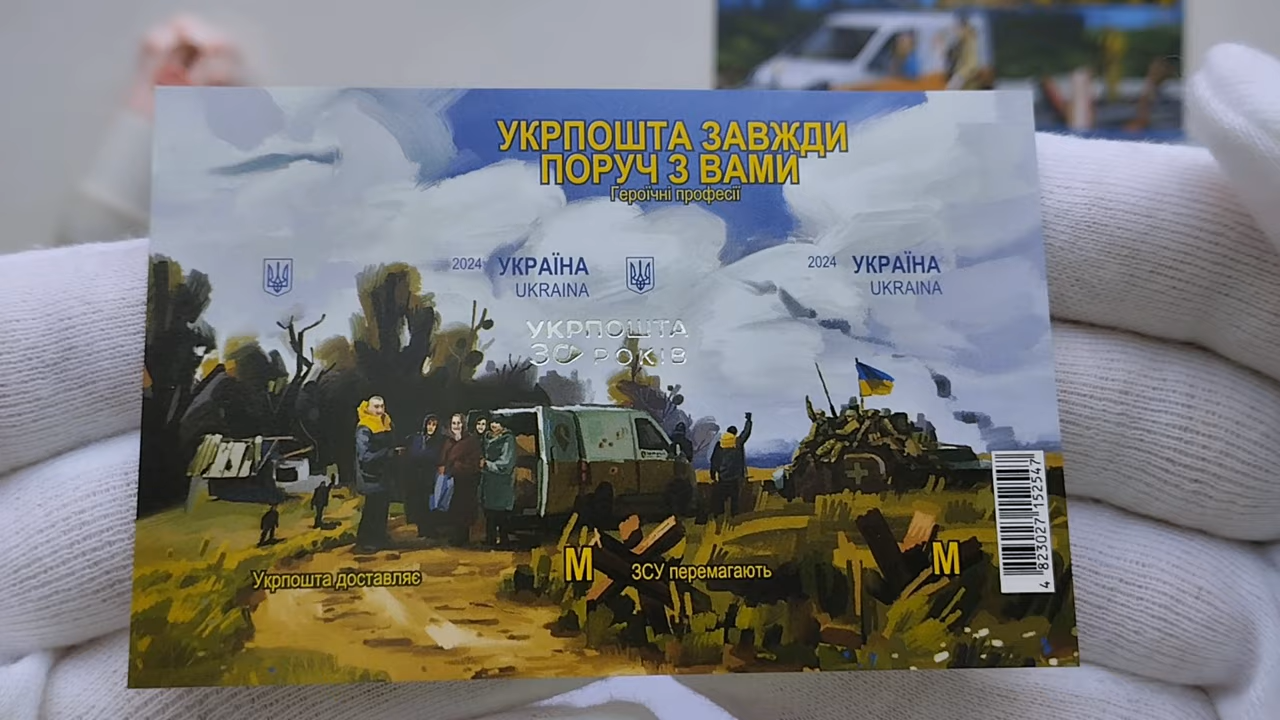 УКРПОШТА ЗАВЖДИ
ПОРУЧ З ВАМИ
Героїчні професії
2024 УКРАЇНА
UKRAINA
2024 УКРАЇНА
UKRAINA
УКРПОШТА
30 РОКІВ
Укрпошта доставляє
M
ЗСУ перемагають
M
4 823027 152547